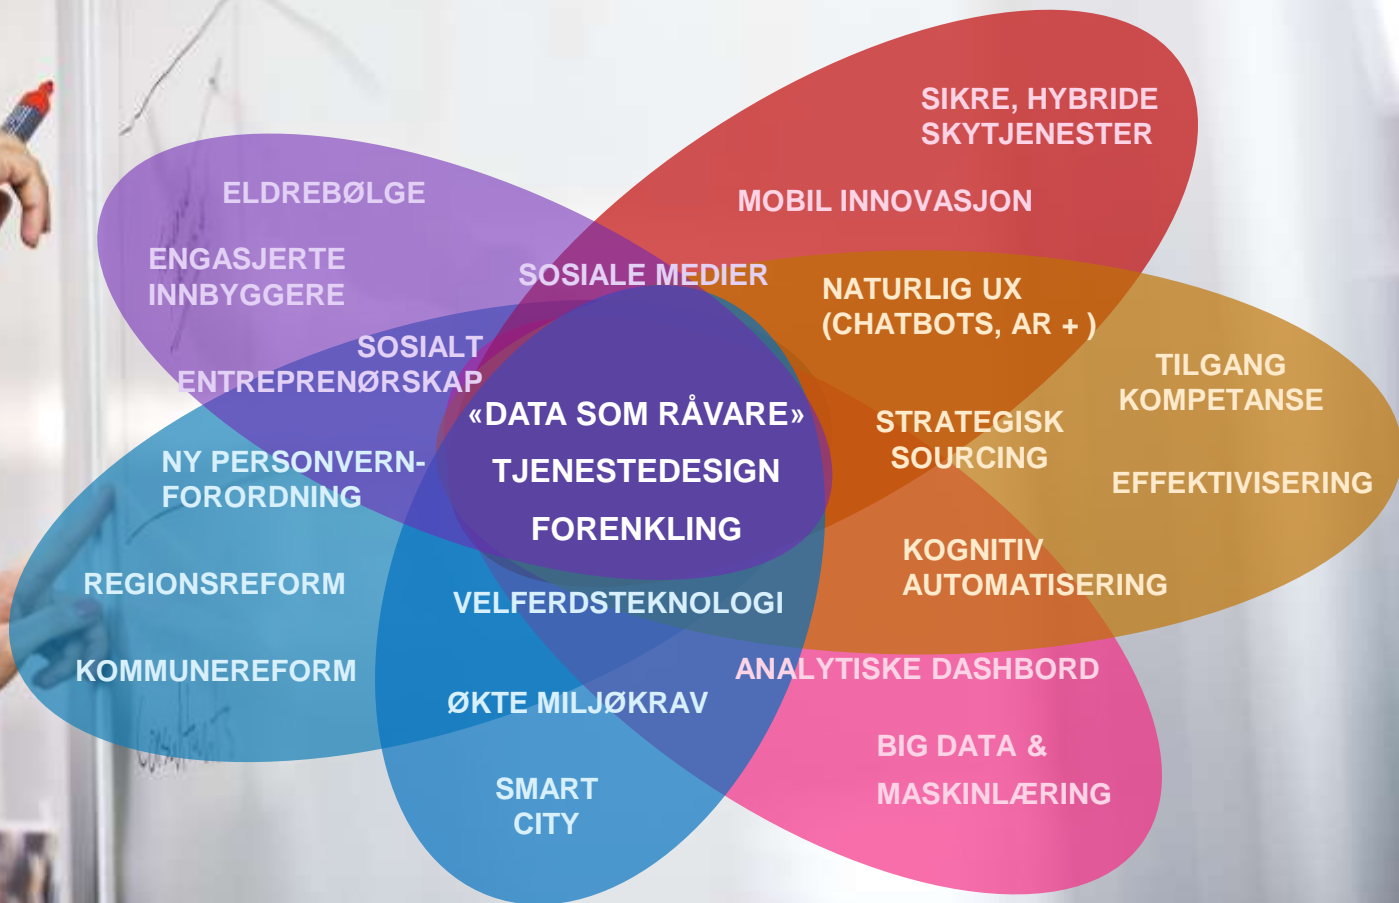 SIKRE, HYBRIDE
SKYTJENESTER
MOBIL INNOVASJON
ELDREBØLGE
ENGASJERTE
INNBYGGERE
SOSIALE MEDIER
NATURLIG UX
(CHATBOTS, AR + )
SOSIALT
ENTREPRENØRSKAP
TILGANG
KOMPETANSE
«DATA SOM RÅVARE»
TJENESTEDESIGN
FORENKLING
STRATEGISK
SOURCING
EFFEKTIVISERING
NY PERSONVERN-
FORORDNING
KOGNITIV
AUTOMATISERING
REGIONSREFORM
VELFERDSTEKNOLOGI
KOMMUNEREFORM
ANALYTISKE DASHBORD
ØKTE MILJØKRAV
BIG DATA &
MASKINLÆRING
SMART
CITY